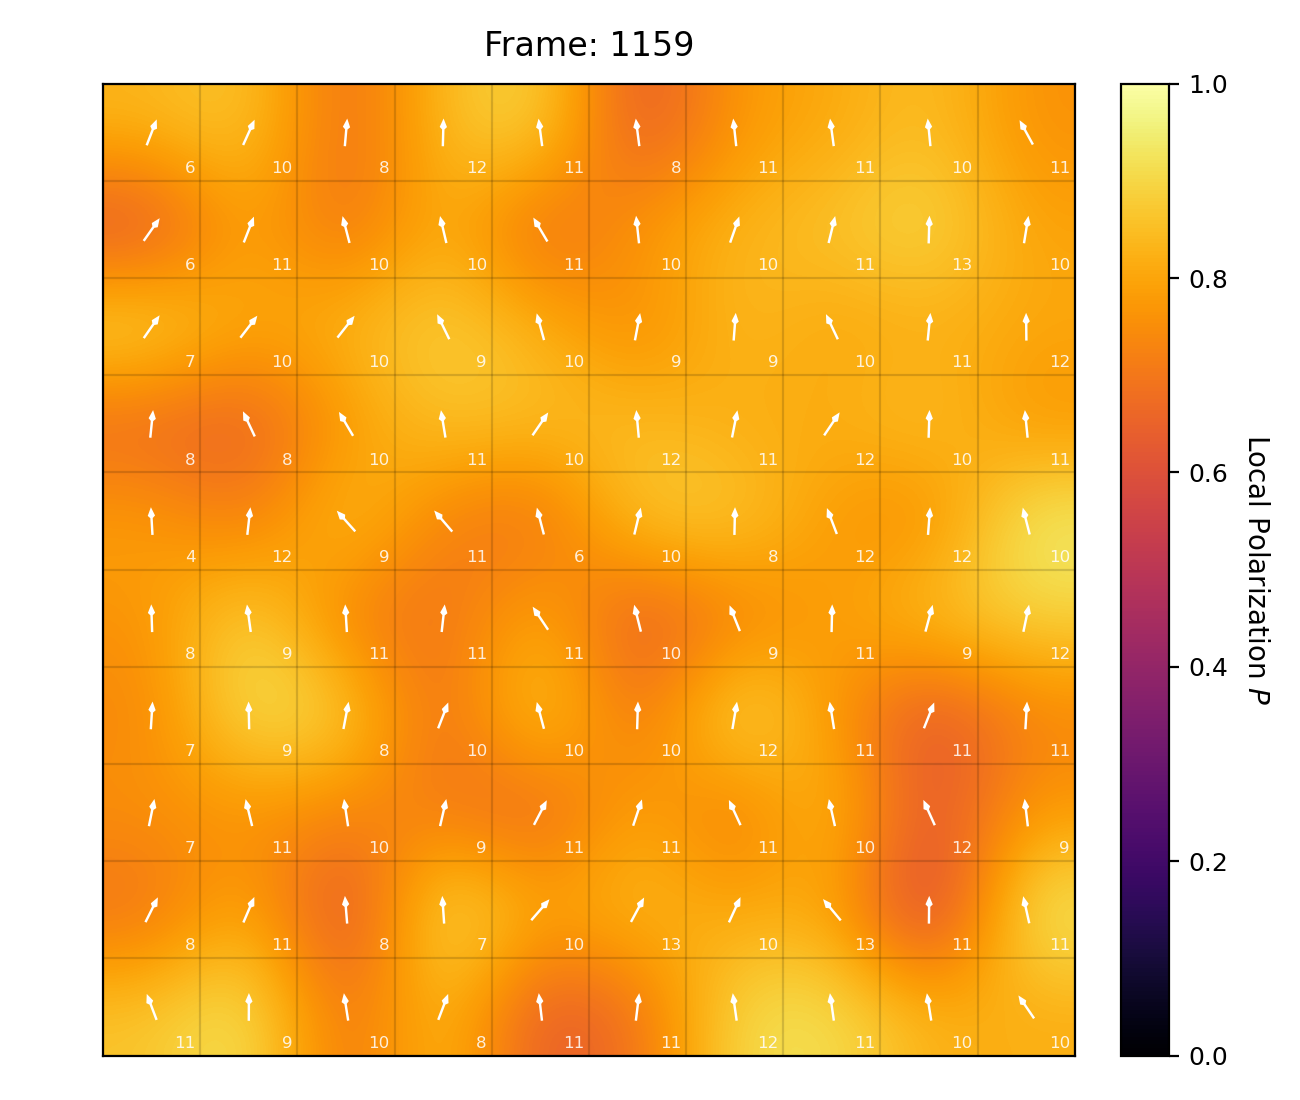 Frame: 1159
6 10 8 12 11 8 11 11 10 11
6 11 10 10 11 10 10 11 13 10
7 10 10 9 10 9 9 10 11 12
8 8 10 11 10 12 11 12 10 11
4 12 9 11 6 10 8 12 12 10
8 9 11 11 11 10 9 11 9 12
7 9 8 10 10 10 12 11 11 11
7 11 10 9 11 11 11 10 12 9
8 11 8 7 10 13 10 13 11 11
11 9 10 8 11 11 12 11 10 10
1.0
0.8
0.6
0.4
0.2
0.0
Local Polarization P